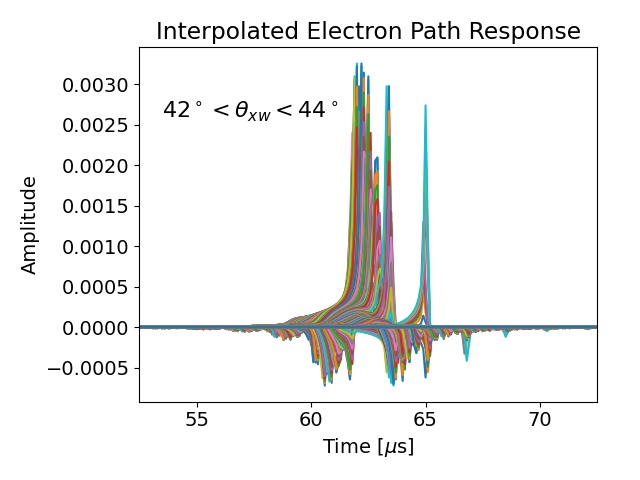 Interpolated Electron Path Response
42° < θxw < 44°
0.0030
0.0025
0.0020
0.0015
0.0010
0.0005
0.0000
−0.0005
Amplitude
55 60 65 70
Time [μs]